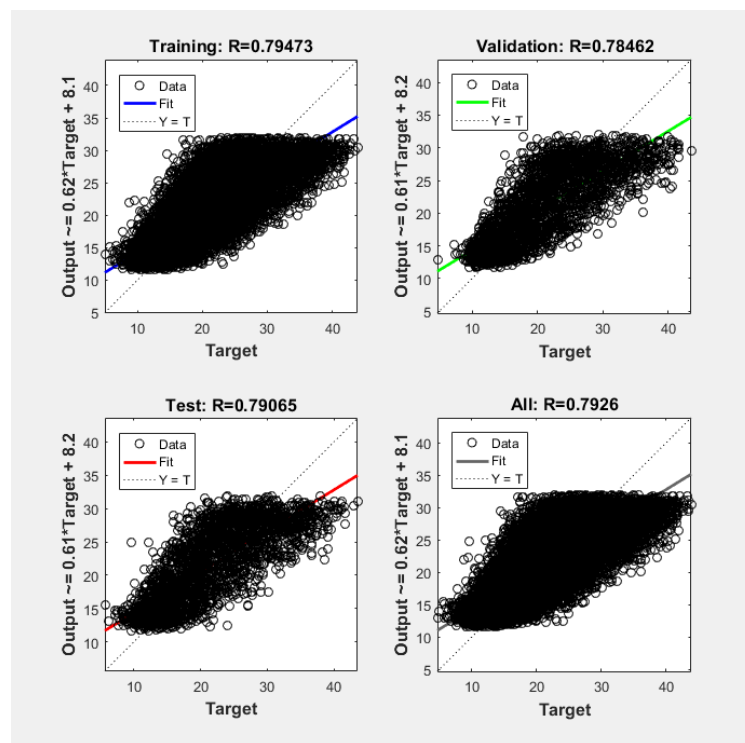 Training: R=0.79473
Output ~= 0.62*Target + 8.1
40
35
30
25
20
15
10
5
Data
Fit
Y = T
10
20
30
40
Target
Validation: R=0.78462
Output ~= 0.61*Target + 8.2
40
35
30
25
20
15
10
5
Data
Fit
Y = T
10
20
30
40
Target
Test: R=0.79065
Output ~= 0.61*Target + 8.2
40
35
30
25
20
15
10
Data
Fit
Y = T
10
20
30
40
Target
All: R=0.7926
Output ~= 0.62*Target + 8.1
40
35
30
25
20
15
10
5
Data
Fit
Y = T
10
20
30
40
Target